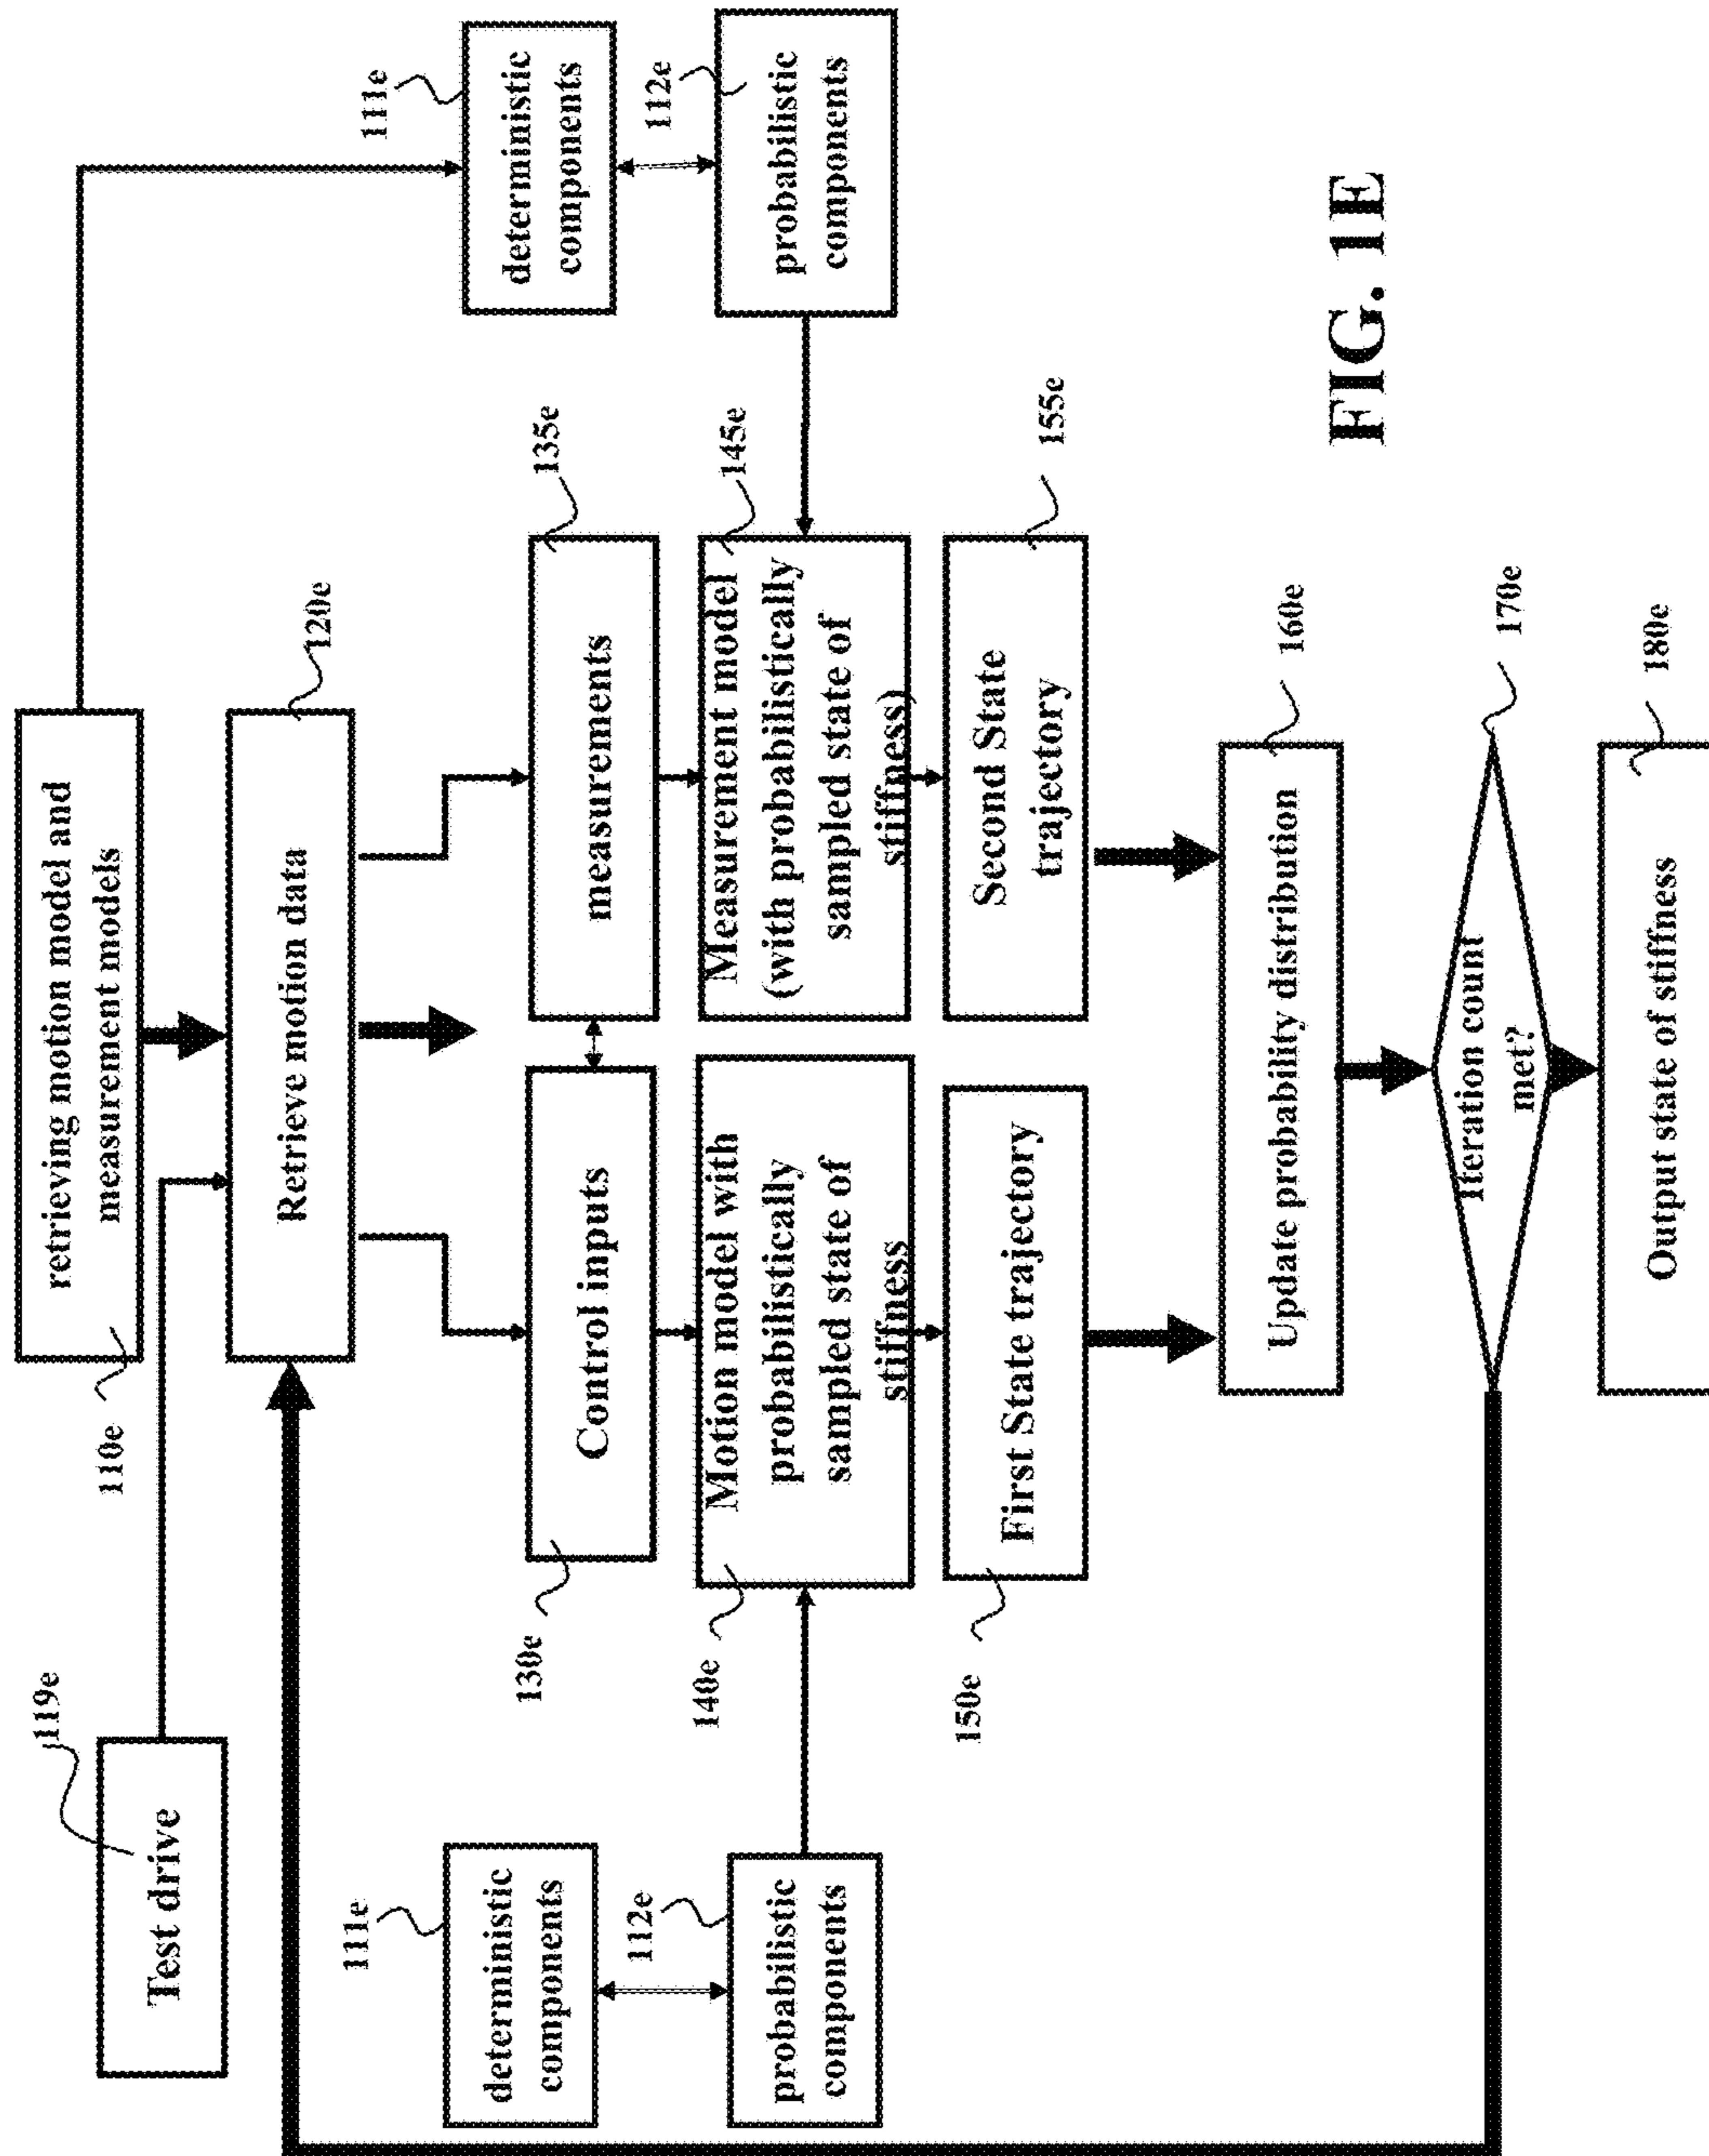 119e
Test drive
110e
retrieving motion model and
measurement models
120e
Retrieve motion data
111e
deterministic
components
112e
probabilistic
components
111e
deterministic
components
112e
probabilistic
components
130e
Control inputs
135e
measurements
140e
Motion model with
probabilistically
sampled state of
stiffness
145e
Measurement model
(with probabilistically
sampled state of
stiffness)
150e
First State trajectory
155e
Second State
trajectory
160e
Update probability distribution
170e
Iteration count
met?
180e
Output state of stiffness
FIG. 1E